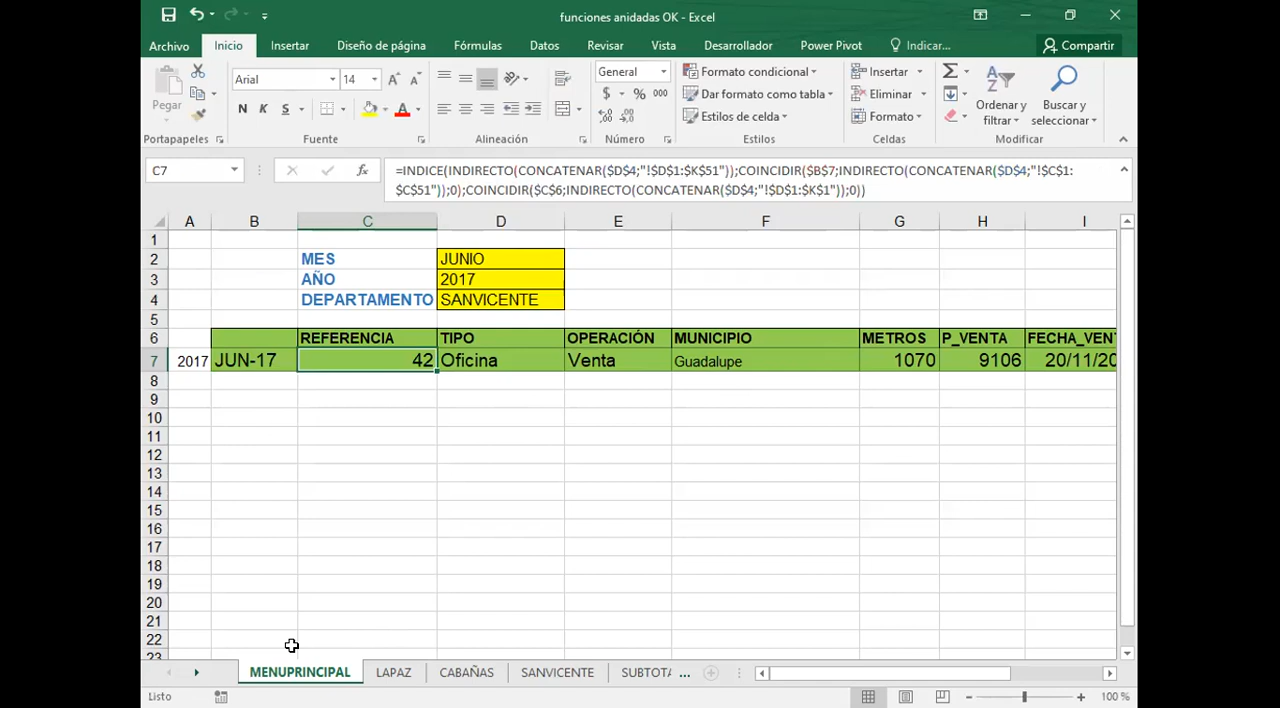 funciones anidadas OK - Excel
Archivo Inicio Insertar Diseño de página Fórmulas Datos Revisar Vista Desarrollador Power Pivot Indicar... Compartir
Pegar
Portapapeles
Arial 14
N K S
Fuente
Alineación
General
$ % 000
Número
Formato condicional
Dar formato como tabla
Estilos de celda
Estilos
Insertar
Eliminar
Formato
Celdas
Ordenar y filtrar
Buscar y seleccionar
Modificar
C7
fx
=INDICE(INDIRECTO(CONCATENAR($D$4;"!$D$1:$K$51"));COINCIDIR($B$7;INDIRECTO(CONCATENAR($D$4;"!$C$1:
$C$51"));0);COINCIDIR($C$6;INDIRECTO(CONCATENAR($D$4;"!$D$1:$K$1"));0))
A B C D E F G H I
1
2 MES JUNIO
3 AÑO 2017
4 DEPARTAMENTO SANVICENTE
5
6 REFERENCIA TIPO OPERACIÓN MUNICIPIO METROS P_VENTA FECHA_VENT
7 2017 JUN-17 42 Oficina Venta Guadalupe 1070 9106 20/11/20
8
9
10
11
12
13
14
15
16
17
18
19
20
21
22
23
MENUPRINCIPAL LAPAZ CABAÑAS SANVICENTE SUBTOTA ...
Listo 100 %